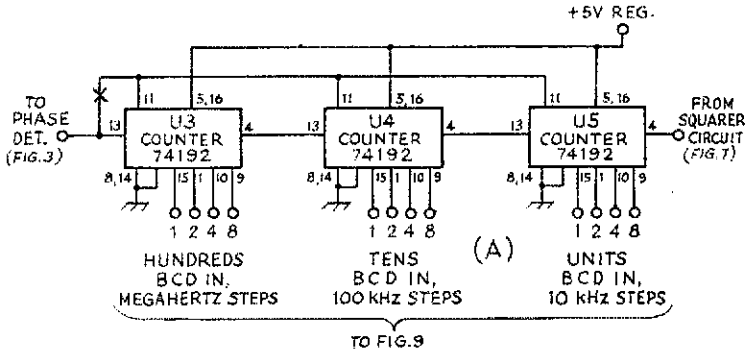 +5V REG.
TO
PHASE
DET.
(FIG.3)
11
5,16
13
U3
COUNTER
74192
4
8,14
15
1
10
9
1
2
4
8
HUNDREDS
BCD IN,
MEGAHERTZ STEPS
11
5,16
13
U4
COUNTER
74192
4
8,14
15
1
10
9
1
2
4
8
TENS
BCD IN,
100 kHz STEPS
(A)
11
5,16
13
U5
COUNTER
74192
4
8,14
15
1
10
9
1
2
4
8
UNITS
BCD IN,
10 kHz STEPS
FROM
SQUARER
CIRCUIT
(FIG.7)
TO FIG.9